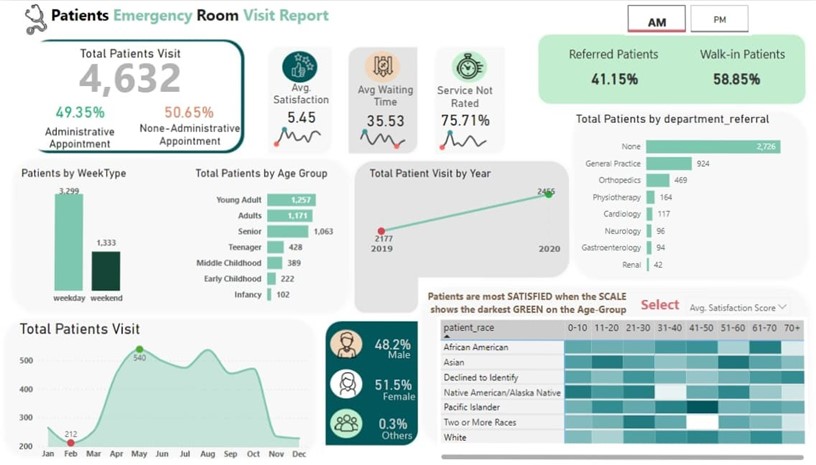 Patients Emergency Room Visit Report
AM
PM
Total Patients Visit
4,632
49.35%
Administrative
Appointment
50.65%
None-Administrative
Appointment
Avg.
Satisfaction
5.45
Avg Waiting
Time
35.53
Service Not
Rated
75.71%
Referred Patients
41.15%
Walk-in Patients
58.85%
Patients by WeekType
3,299
1,333
weekday weekend
Total Patients by Age Group
Young Adult 1,257
Adults 1,171
Senior 1,063
Teenager 428
Middle Childhood 389
Early Childhood 222
Infancy 102
Total Patient Visit by Year
2455
2177
2019 2020
Total Patients by department_referral
None 2,726
General Practice 924
Orthopedics 469
Physiotherapy 164
Cardiology 117
Neurology 96
Gastroenterology 94
Renal 42
Total Patients Visit
500
400
300
200
540
212
Jan Feb Mar Apr May Jun Jul Aug Sep Oct Nov Dec
48.2%
Male
51.5%
Female
0.3%
Others
Patients are most SATISFIED when the SCALE
shows the darkest GREEN on the Age-Group
Select
Avg. Satisfaction Score
patient_race 0-10 11-20 21-30 31-40 41-50 51-60 61-70 70+
African American
Asian
Declined to Identify
Native American/Alaska Native
Pacific Islander
Two or More Races
White